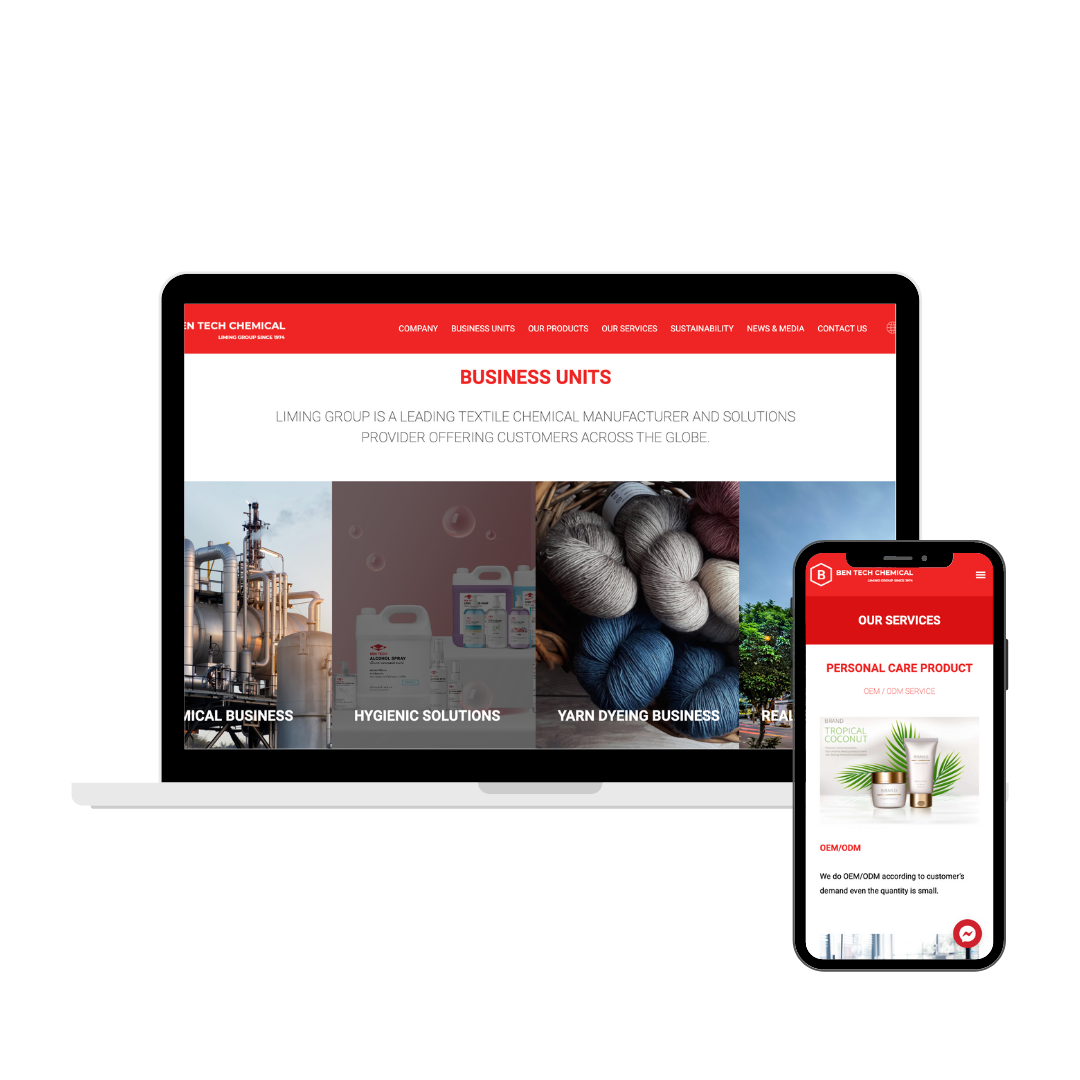 EN TECH CHEMICAL
LIMING GROUP SINCE 1974
COMPANY BUSINESS UNITS OUR PRODUCTS OUR SERVICES SUSTAINABILITY NEWS & MEDIA CONTACT US
BUSINESS UNITS
LIMING GROUP IS A LEADING TEXTILE CHEMICAL MANUFACTURER AND SOLUTIONS
PROVIDER OFFERING CUSTOMERS ACROSS THE GLOBE.
BEN TECH
ALCOHOL SPRAY
MICAL BUSINESS
HYGIENIC SOLUTIONS
YARN DYEING BUSINESS
REAL
B
BEN TECH CHEMICAL
LIMING GROUP SINCE 1974
OUR SERVICES
PERSONAL CARE PRODUCT
OEM / ODM SERVICE
BRAND
TROPICAL
COCONUT
OEM/ODM
We do OEM/ODM according to customer's
demand even the quantity is small.